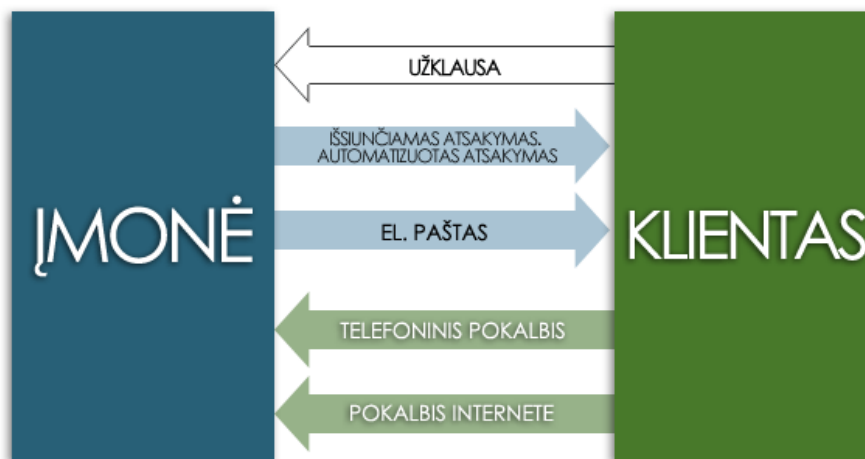 UŽKLAUSA
IŠSIUNČIAMAS ATSAKYMAS.
AUTOMATIZUOTAS ATSAKYMAS
ĮMONĖ
EL. PAŠTAS
KLIENTAS
TELEFONINIS POKALBIS
POKALBIS INTERNETE